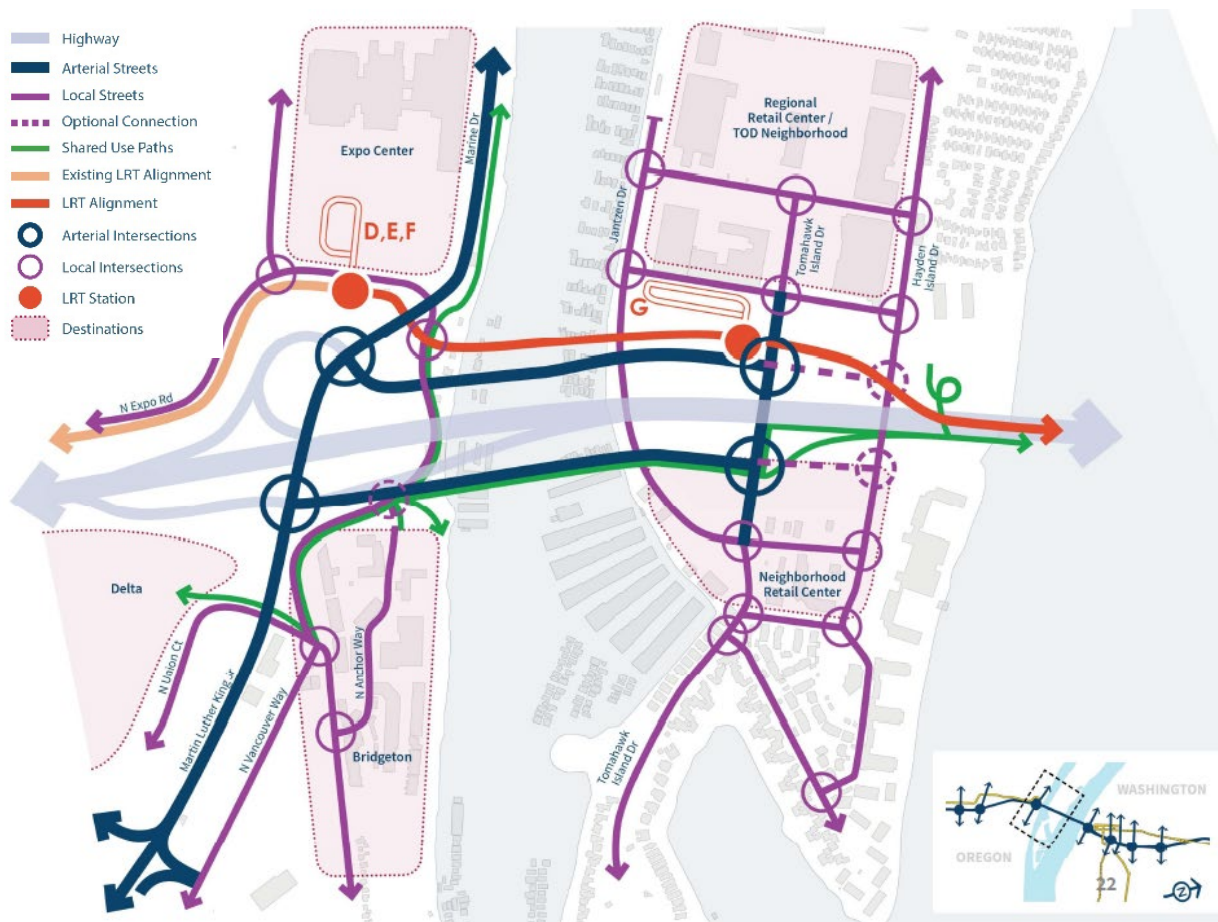 Highway
Arterial Streets
Local Streets
Optional Connection
Shared Use Paths
Existing LRT Alignment
LRT Alignment
Arterial Intersections
Local Intersections
LRT Station
Destinations
Expo Center
Marine Dr
D,E,F
N Expo Rd
Regional
Retail Center /
TOD Neighborhood
Jantzen Dr
Tomahawk
Island Dr
Hayden
Island Dr
G
Delta
N Union Ct
Martin Luther King Jr
N Vancouver Way
N Anchor Way
Bridgeton
Neighborhood
Retail Center
Tomahawk
Island Dr
WASHINGTON
OREGON
22
Z